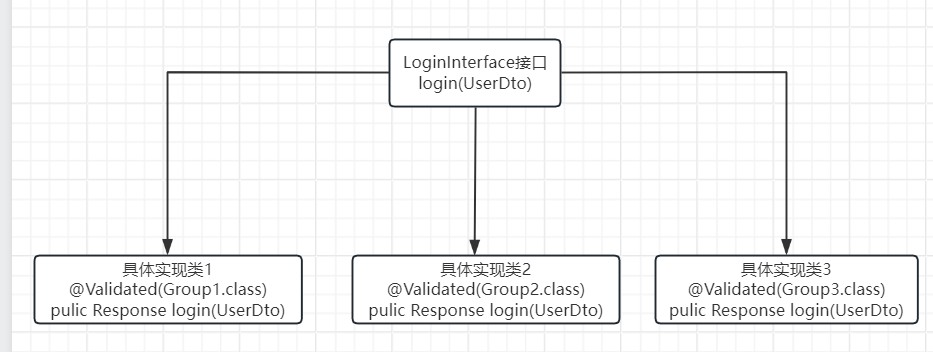 LoginInterface接口
login(UserDto)
具体实现类1
@Validated(Group1.class)
pulic Response login(UserDto)
具体实现类2
@Validated(Group2.class)
pulic Response login(UserDto)
具体实现类3
@Validated(Group3.class)
pulic Response login(UserDto)